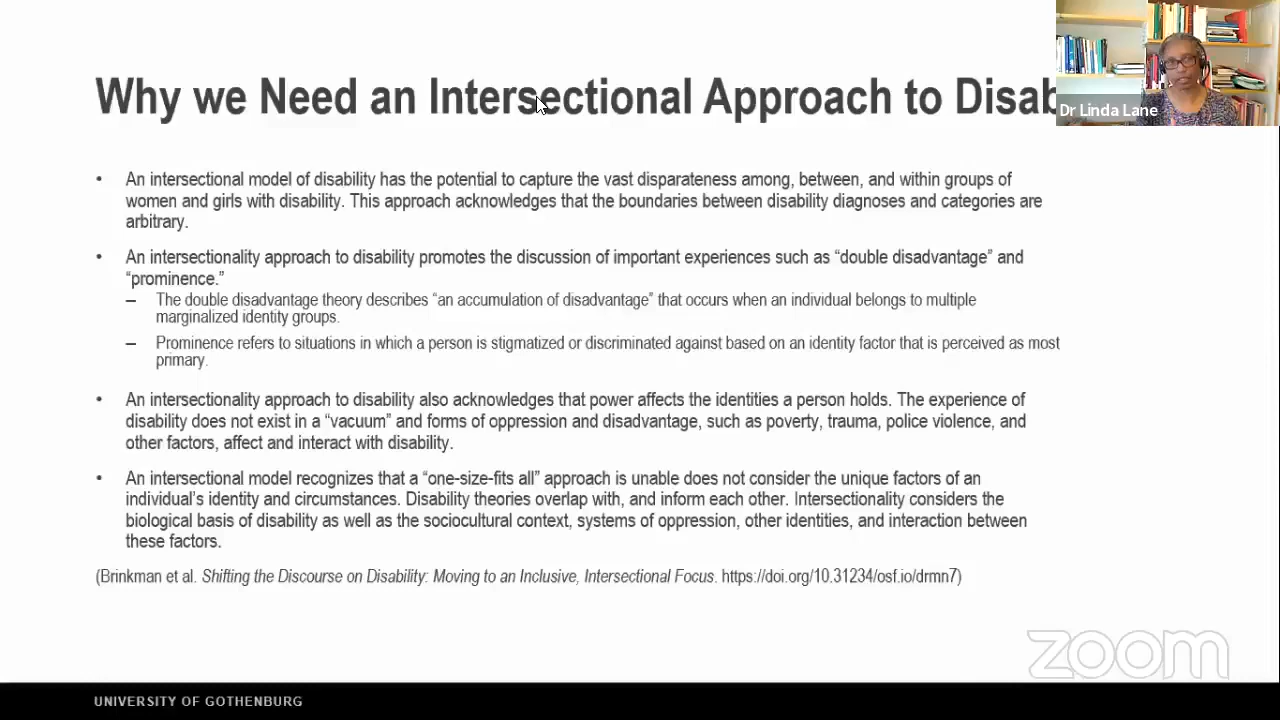 Why we Need an Intersectional Approach to Disab
Dr Linda Lane
• An intersectional model of disability has the potential to capture the vast disparateness among, between, and within groups of
women and girls with disability. This approach acknowledges that the boundaries between disability diagnoses and categories are
arbitrary.
• An intersectionality approach to disability promotes the discussion of important experiences such as “double disadvantage” and
“prominence.”
– The double disadvantage theory describes “an accumulation of disadvantage” that occurs when an individual belongs to multiple
marginalized identity groups.
– Prominence refers to situations in which a person is stigmatized or discriminated against based on an identity factor that is perceived as most
primary.
• An intersectionality approach to disability also acknowledges that power affects the identities a person holds. The experience of
disability does not exist in a “vacuum” and forms of oppression and disadvantage, such as poverty, trauma, police violence, and
other factors, affect and interact with disability.
• An intersectional model recognizes that a “one-size-fits all” approach is unable does not consider the unique factors of an
individual’s identity and circumstances. Disability theories overlap with, and inform each other. Intersectionality considers the
biological basis of disability as well as the sociocultural context, systems of oppression, other identities, and interaction between
these factors.
(Brinkman et al. Shifting the Discourse on Disability: Moving to an Inclusive, Intersectional Focus. https://doi.org/10.31234/osf.io/drmn7)
zoom
UNIVERSITY OF GOTHENBURG